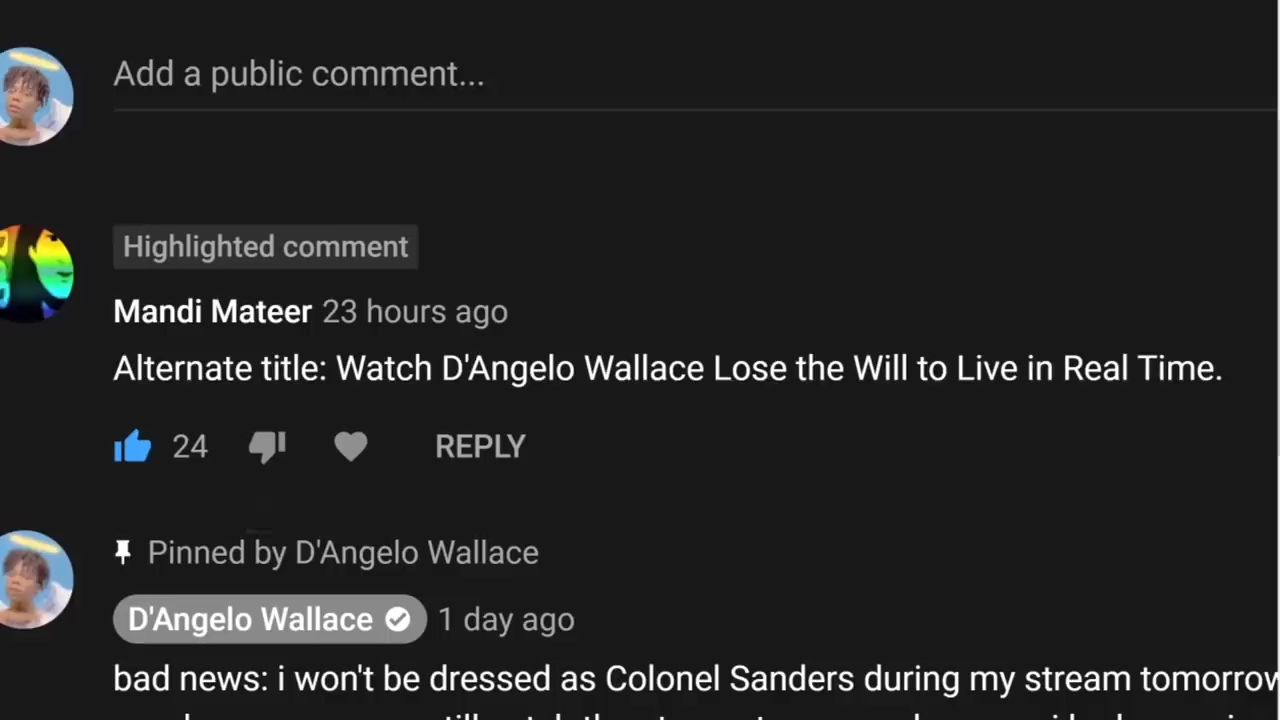 Add a public comment...
Highlighted comment
Mandi Mateer 23 hours ago
Alternate title: Watch D'Angelo Wallace Lose the Will to Live in Real Time.
24 REPLY
Pinned by D'Angelo Wallace
D'Angelo Wallace 1 day ago
bad news: i won't be dressed as Colonel Sanders during my stream tomorrow